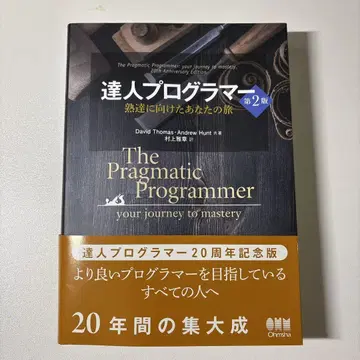 The Pragmatic Programmer: your journey to mastery,
20th Anniversary Edition
達人プログラマー
第2版
熟達に向けたあなたの旅
David Thomas・Andrew Hunt 共著
村上雅章 訳
The
Pragmatic
Programmer
your journey to mastery
達人プログラマー20周年記念版
より良いプログラマーを目指している
すべての人へ
20年間の集大成
Ohmsha